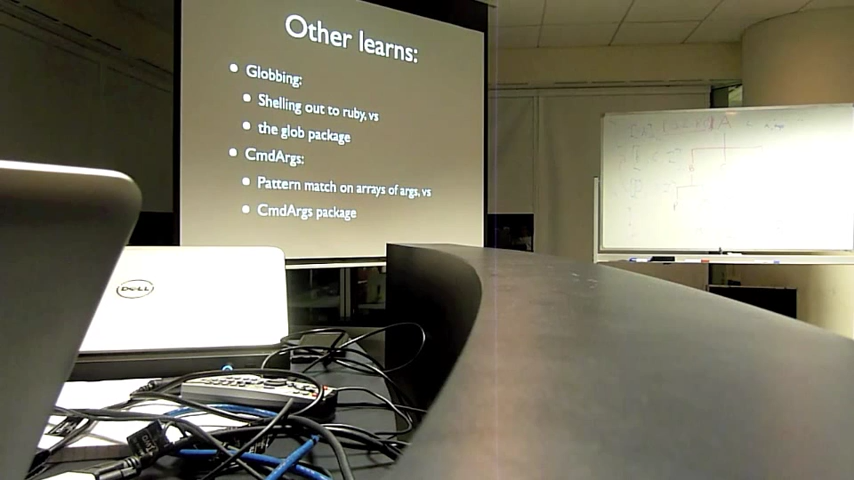 Other learns:
Globbing:
Shelling out to ruby, vs
the glob package
CmdArgs:
Pattern match on arrays of args, vs
CmdArgs package
DELL